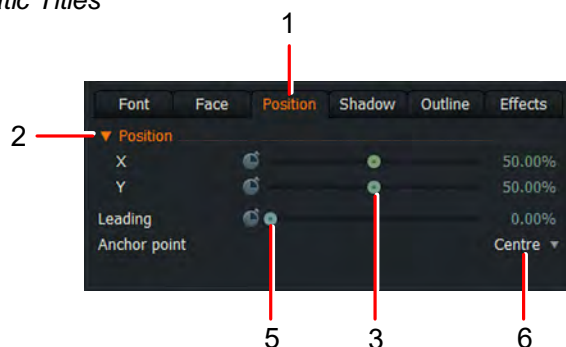 tic Titles
1
Font Face Position Shadow Outline Effects
2
▼ Position
X 50.00%
Y 50.00%
Leading 0.00%
Anchor point Centre ▼
5 3 6